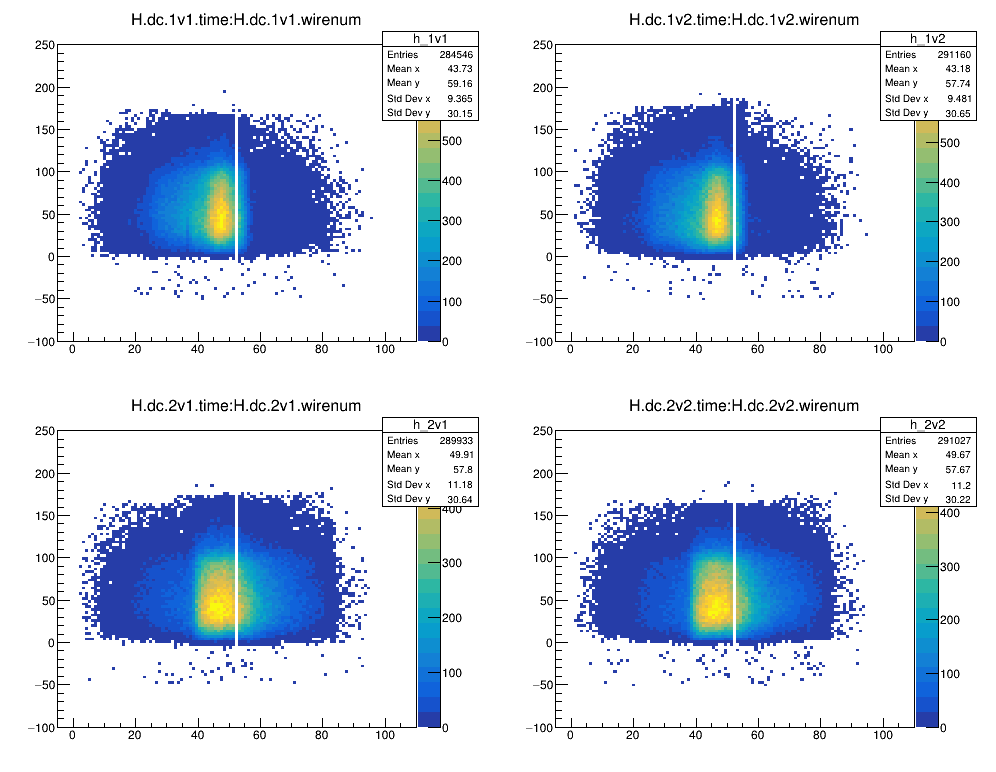 H.dc.1v1.time:H.dc.1v1.wirenum
h_1v1
Entries 284546
Mean x 43.73
Mean y 59.16
Std Dev x 9.365
Std Dev y 30.15
250
200
150
100
50
0
−50
−100
0 20 40 60 80 100
500
400
300
200
100
0
H.dc.1v2.time:H.dc.1v2.wirenum
h_1v2
Entries 291160
Mean x 43.18
Mean y 57.74
Std Dev x 9.481
Std Dev y 30.65
250
200
150
100
50
0
−50
−100
0 20 40 60 80 100
500
400
300
200
100
0
H.dc.2v1.time:H.dc.2v1.wirenum
h_2v1
Entries 289933
Mean x 49.91
Mean y 57.8
Std Dev x 11.18
Std Dev y 30.64
250
200
150
100
50
0
−50
−100
0 20 40 60 80 100
400
300
200
100
0
H.dc.2v2.time:H.dc.2v2.wirenum
h_2v2
Entries 291027
Mean x 49.67
Mean y 57.67
Std Dev x 11.2
Std Dev y 30.22
250
200
150
100
50
0
−50
−100
0 20 40 60 80 100
400
300
200
100
0